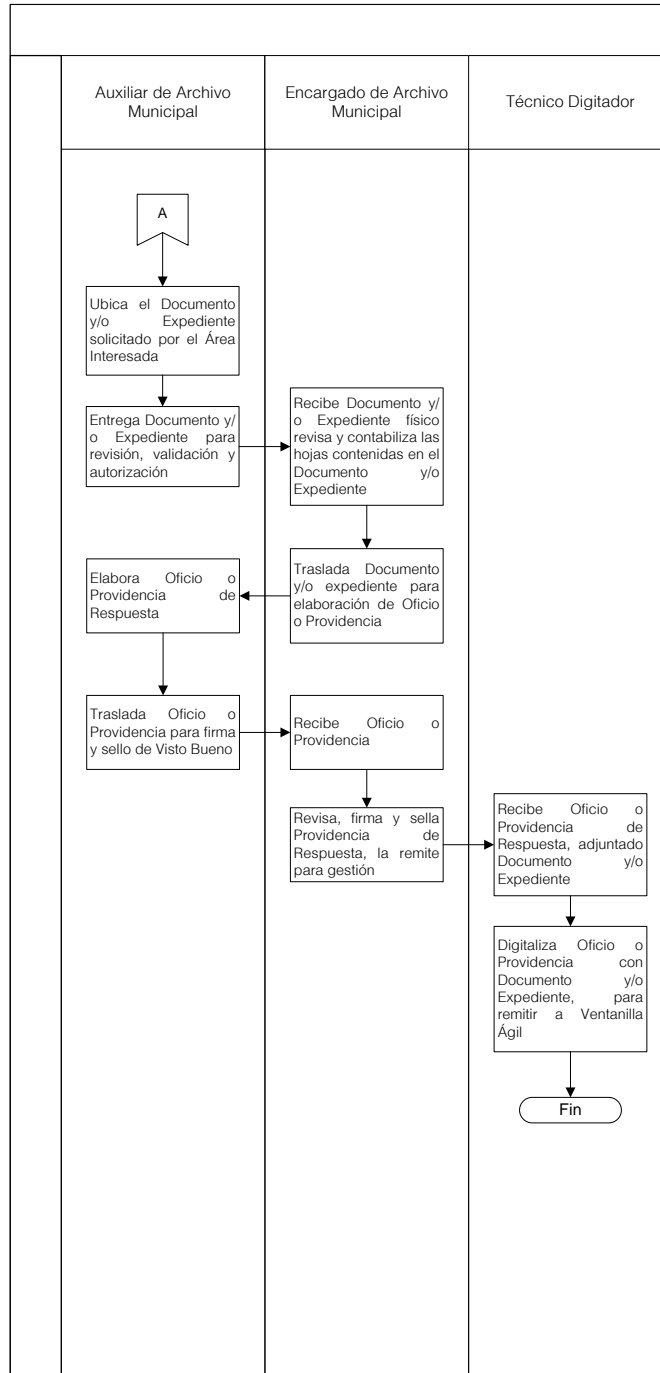 Auxiliar de Archivo
Municipal
Encargado de Archivo
Municipal
Técnico Digitador
A
Ubica el Documento
y/o Expediente
solicitado por el Área
Interesada
Entrega Documento y/
o Expediente para
revisión, validación y
autorización
Recibe Documento y/
o Expediente físico
revisa y contabiliza las
hojas contenidas en el
Documento y/o
Expediente
Traslada Documento
y/o expediente para
elaboración de Oficio
o Providencia
Elabora Oficio o
Providencia de
Respuesta
Traslada Oficio o
Providencia para firma
y sello de Visto Bueno
Recibe Oficio o
Providencia
Revisa, firma y sella
Providencia de
Respuesta, la remite
para gestión
Recibe Oficio o
Providencia de
Respuesta, adjuntado
Documento y/o
Expediente
Digitaliza Oficio o
Providencia con
Documento y/o
Expediente, para
remitir a Ventanilla
Ágil
Fin